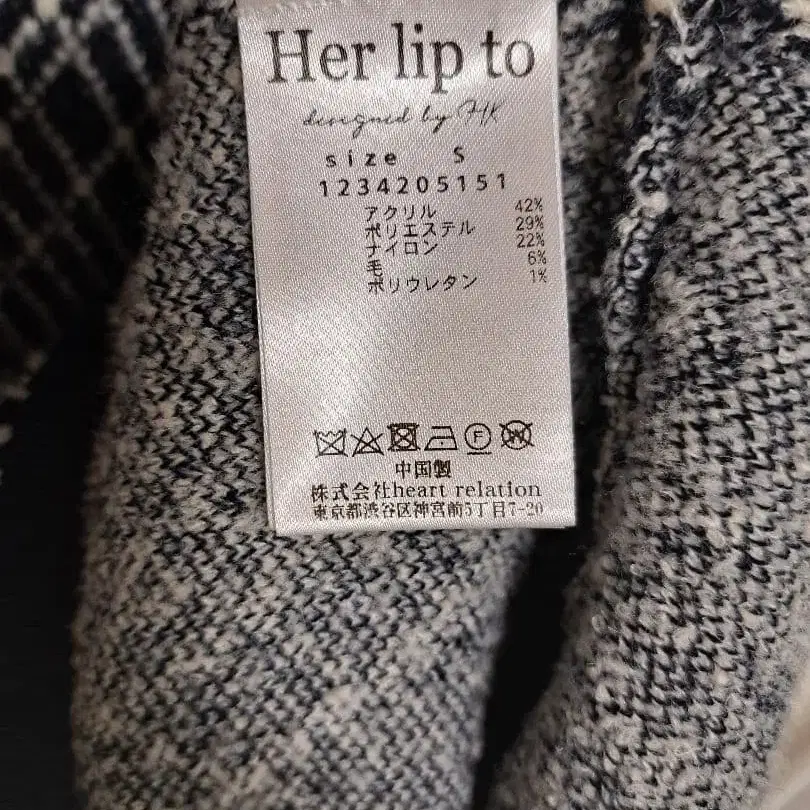 Her lip to
designed by HK
size S
1234205151
アクリル 42%
ポリエステル 29%
ナイロン 22%
毛 6%
ポリウレタン 1%
F W
中国製
株式会社heart relation
東京都渋谷区神宮前5丁目7-20